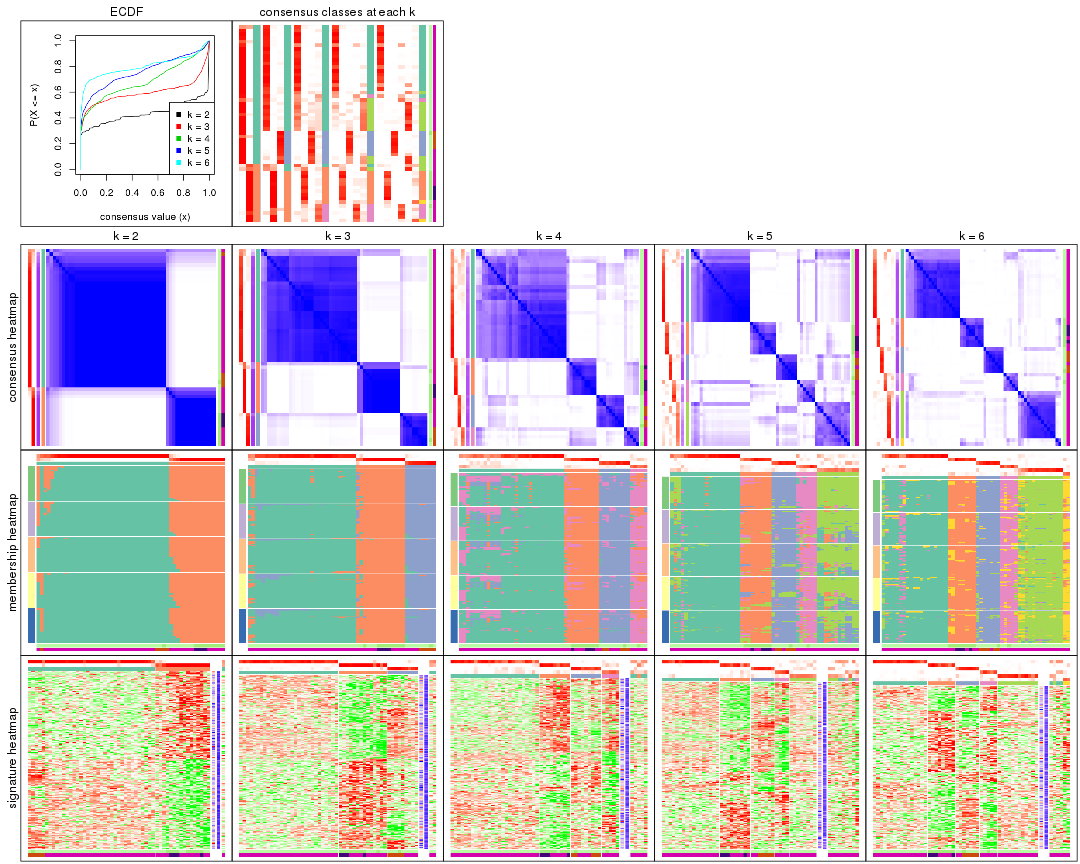 ECDF
consensus classes at each k
P(X <= x)
0.0
0.2
0.4
0.6
0.8
1.0
k = 2
k = 3
k = 4
k = 5
k = 6
0.0 0.2 0.4 0.6 0.8 1.0
consensus value (x)
k = 2
k = 3
k = 4
k = 5
k = 6
consensus heatmap
membership heatmap
signature heatmap